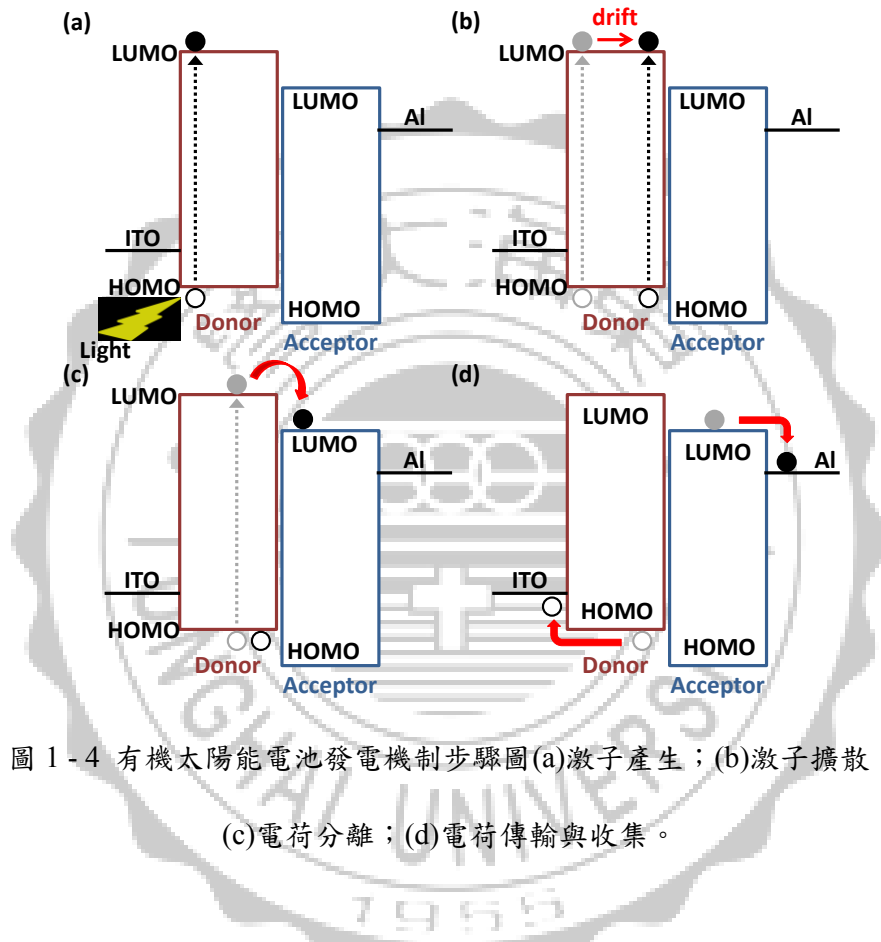 (a)
LUMO
LUMO
Al
ITO
HOMO
HOMO
Light
Donor
Acceptor
(b)
drift
LUMO
LUMO
Al
ITO
HOMO
HOMO
Donor
Acceptor
(c)
LUMO
LUMO
Al
ITO
HOMO
HOMO
Donor
Acceptor
(d)
LUMO
LUMO
Al
ITO
HOMO
HOMO
Donor
Acceptor
圖 1 - 4 有機太陽能電池發電機制步驟圖(a)激子產生；(b)激子擴散
(c)電荷分離；(d)電荷傳輸與收集。
UNGHAI UNIVERSI
1955